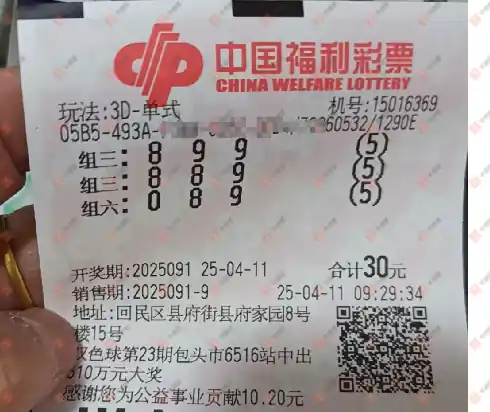 中国福利彩票
CHINA WELFARE LOTTERY
玩法:3D-单式 机号:15016369
05B5-493A- 60532/1290E
组三: 8 9 9 (5)
组三: 8 8 9 (5)
组六: 0 8 9 (5)
开奖期:2025091 25-04-11 合计30元
销售期:2025091-9 25-04-11 09:29:34
地址:回民区县府街县府家园8号
楼15号
双色球第23期包头市6516站中出
810万元大奖
感谢您为公益事业贡献10.20元